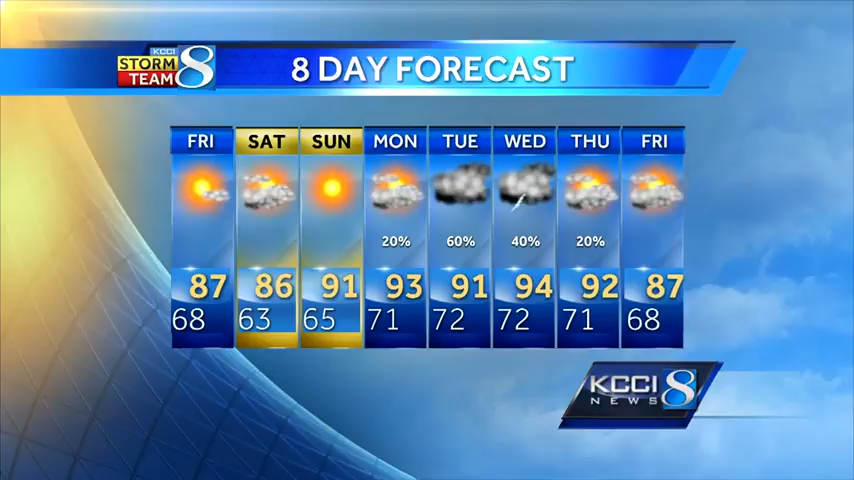 KCCI
STORM
TEAM 8
8 DAY FORECAST
FRI SAT SUN MON TUE WED THU FRI
20% 60% 40% 20%
87 86 91 93 91 94 92 87
68 63 65 71 72 72 71 68
KCCI 8
NEWS